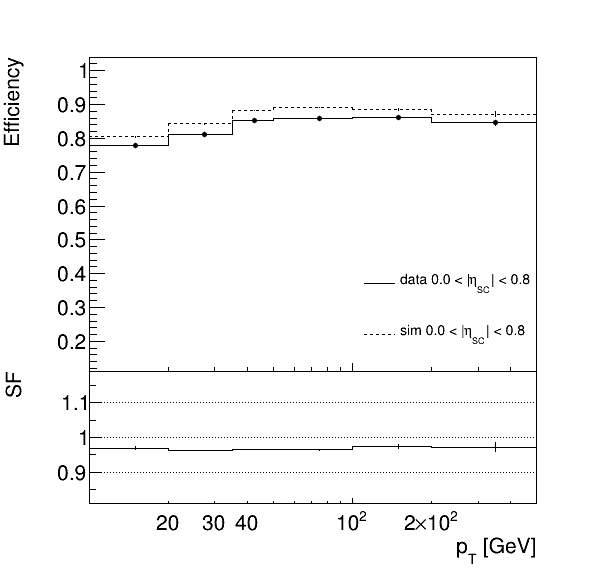 Efficiency
1
0.9
0.8
0.7
0.6
0.5
0.4
0.3
0.2
data 0.0 < |η_SC| < 0.8
sim 0.0 < |η_SC| < 0.8
SF
1.1
1
0.9
20 30 40 10² 2×10²
p_T [GeV]